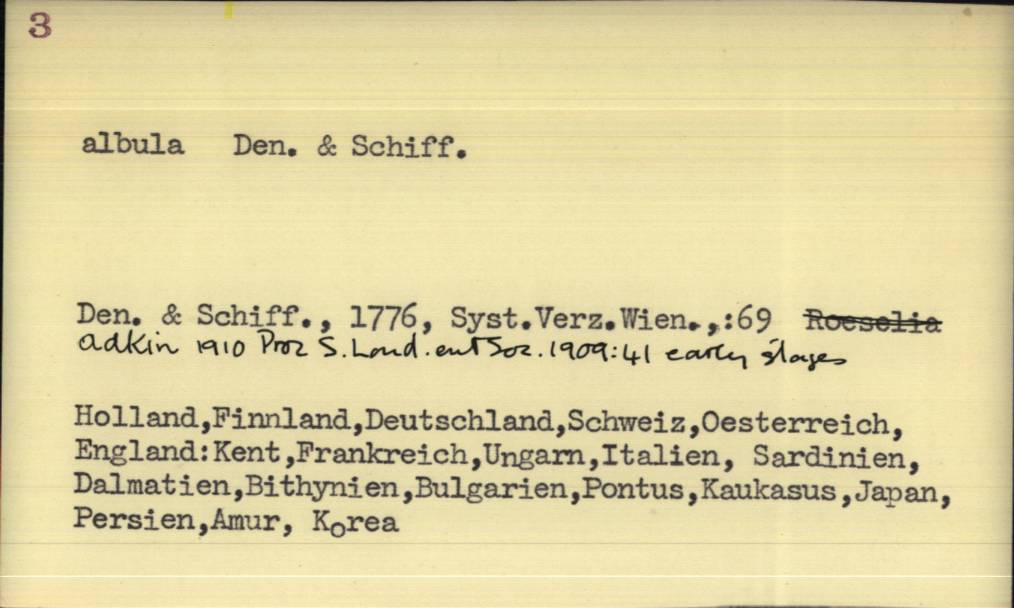 3
albula Den. & Schiff.
Den. & Schiff., 1776, Syst.Verz.Wien.,:69 Roeselia
Adkin 1910 Proc S. Lond. ent Soc. 1909:41 early stages
Holland,Finnland,Deutschland,Schweiz,Oesterreich,
England:Kent,Frankreich,Ungarn,Italien, Sardinien,
Dalmatien,Bithynien,Bulgarien,Pontus,Kaukasus,Japan,
Persien,Amur, Korea